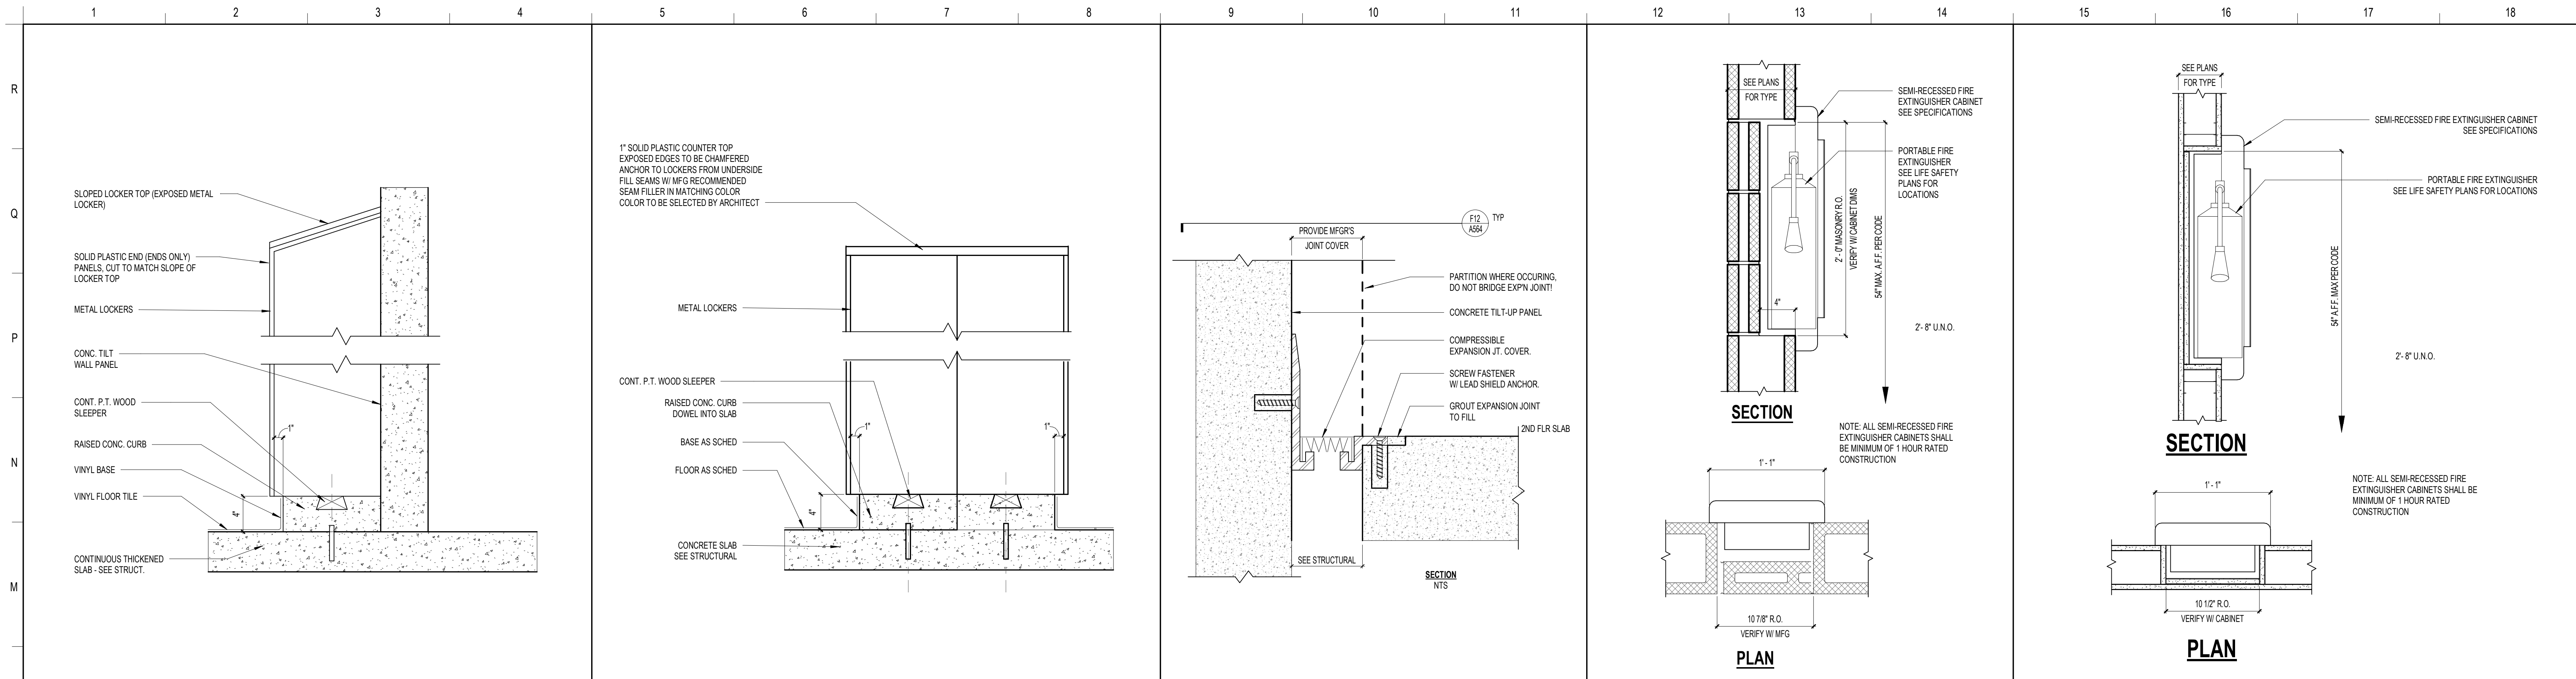 1 2 3 4 5 6 7 8 9 10 11 12 13 14 15 16 17 18
R
Q
P
N
M
SLOPED LOCKER TOP (EXPOSED METAL
LOCKER)
SOLID PLASTIC END (ENDS ONLY)
PANELS, CUT TO MATCH SLOPE OF
LOCKER TOP
METAL LOCKERS
CONC. TILT
WALL PANEL
CONT. P.T. WOOD
SLEEPER
RAISED CONC. CURB
VINYL BASE
VINYL FLOOR TILE
CONTINUOUS THICKENED
SLAB - SEE STRUCT.
1"
4"
1" SOLID PLASTIC COUNTER TOP
EXPOSED EDGES TO BE CHAMFERED
ANCHOR TO LOCKERS FROM UNDERSIDE
FILL SEAMS W/ MFG RECOMMENDED
SEAM FILLER IN MATCHING COLOR
COLOR TO BE SELECTED BY ARCHITECT
METAL LOCKERS
CONT. P.T. WOOD SLEEPER
RAISED CONC. CURB
DOWEL INTO SLAB
BASE AS SCHED
FLOOR AS SCHED
CONCRETE SLAB
SEE STRUCTURAL
1"
1"
4"
F12
A564
TYP
PROVIDE MFGR'S
JOINT COVER
PARTITION WHERE OCCURING,
DO NOT BRIDGE EXP'N JOINT!
CONCRETE TILT-UP PANEL
COMPRESSIBLE
EXPANSION JT. COVER.
SCREW FASTENER
W/ LEAD SHIELD ANCHOR.
GROUT EXPANSION JOINT
TO FILL
2ND FLR SLAB
SEE STRUCTURAL
SECTION
NTS
SEE PLANS
FOR TYPE
SEMI-RECESSED FIRE
EXTINGUISHER CABINET
SEE SPECIFICATIONS
PORTABLE FIRE
EXTINGUISHER
SEE LIFE SAFETY
PLANS FOR
LOCATIONS
2'- 0" MASONRY R.O.
VERIFY W/ CABINET DIMS
54" MAX. A.F.F. PER CODE
4"
2'- 8" U.N.O.
SECTION
NOTE: ALL SEMI-RECESSED FIRE
EXTINGUISHER CABINETS SHALL
BE MINIMUM OF 1 HOUR RATED
CONSTRUCTION
1' - 1"
10 7/8" R.O.
VERIFY W/ MFG
PLAN
SEE PLANS
FOR TYPE
SEMI-RECESSED FIRE EXTINGUISHER CABINET
SEE SPECIFICATIONS
PORTABLE FIRE EXTINGUISHER
SEE LIFE SAFETY PLANS FOR LOCATIONS
54" A.F.F. MAX PER CODE
2'- 8" U.N.O.
SECTION
NOTE: ALL SEMI-RECESSED FIRE
EXTINGUISHER CABINETS SHALL BE
MINIMUM OF 1 HOUR RATED
CONSTRUCTION
1' - 1"
10 1/2" R.O.
VERIFY W/ CABINET
PLAN